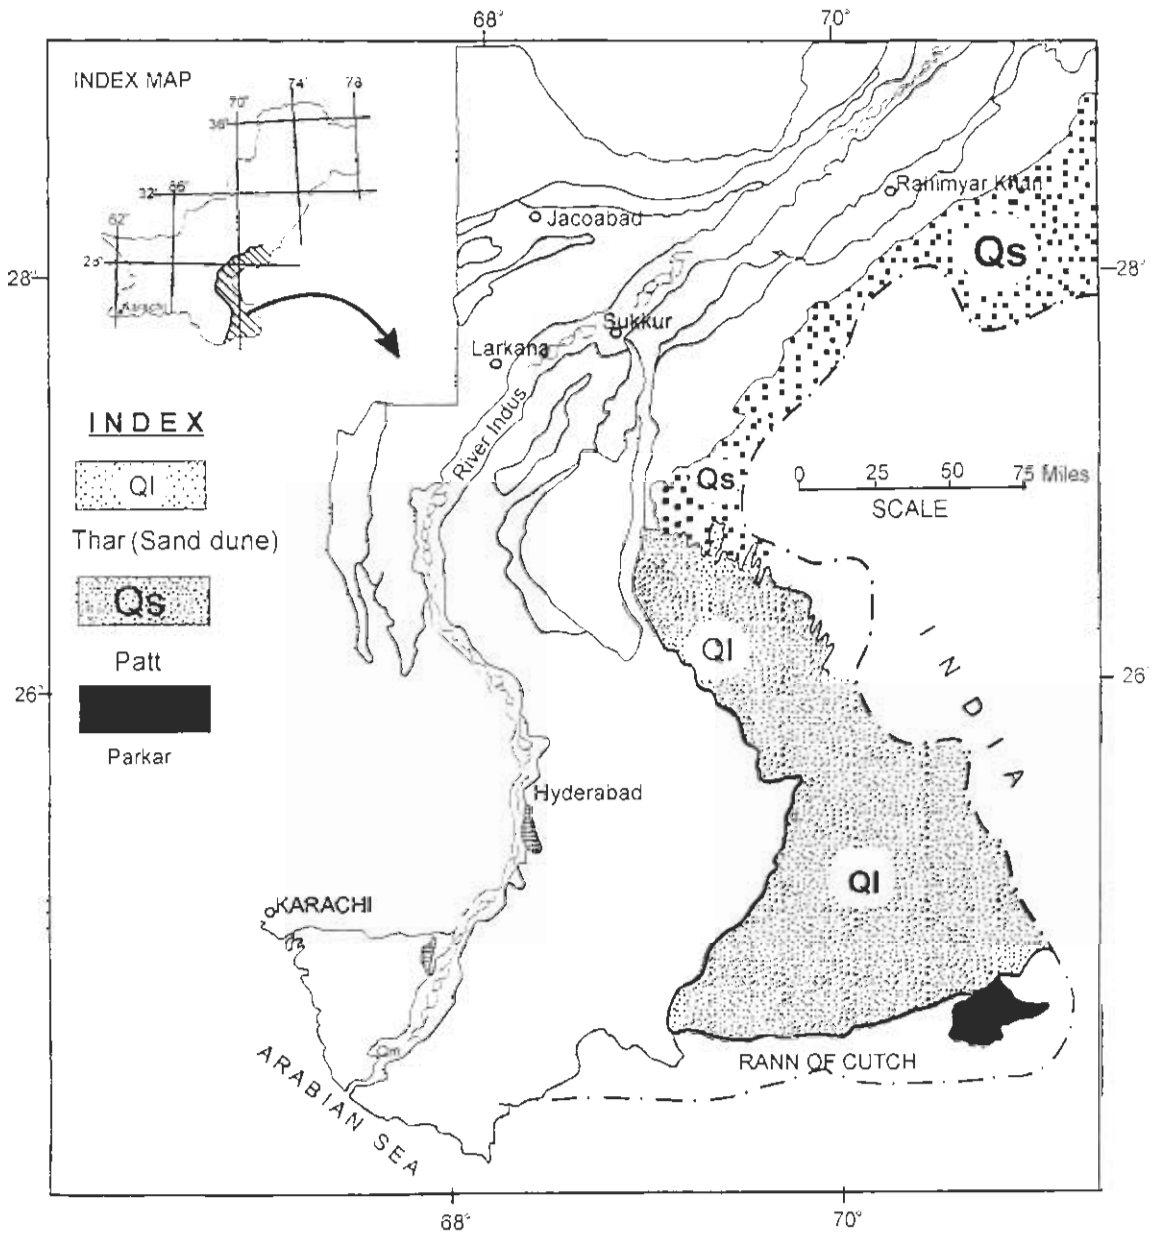 68°
70°
INDEX MAP
74°
78
70°
36°
32°
66°
62°
28°
28°
28°
Rahimyar Khan
Jacoabad
Qs
Sukkur
Larkana
River Indus
INDEX
Ql
Thar (Sand dune)
Qs
Patt
Parkar
Qs
0 25 50 75 Miles
SCALE
Ql
INDIA
26°
26°
Hyderabad
Ql
KARACHI
ARABIAN SEA
RANN OF CUTCH
68°
70°